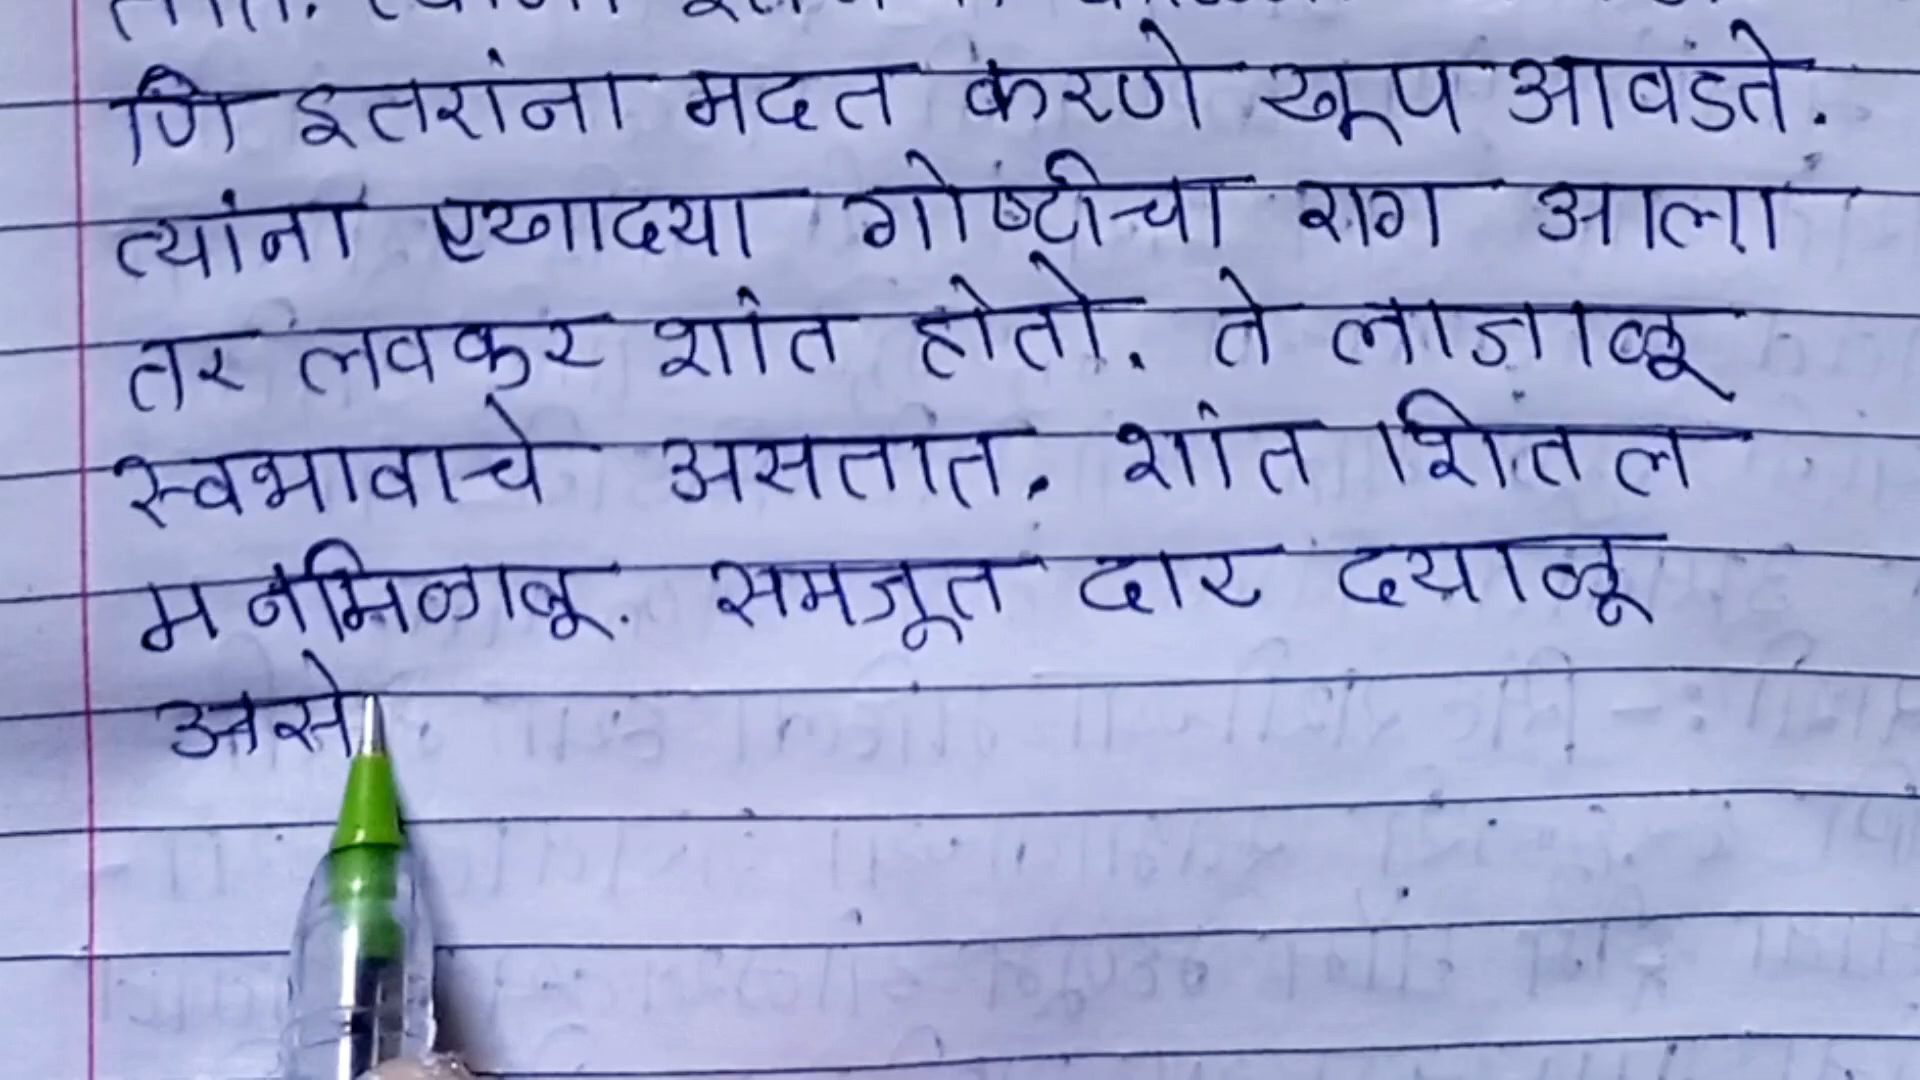 णि इतरांना मदत करणे खूप आवडते.
त्यांना एखादया गोष्टीचा राग आला
तर लवकर शांत होतो. ते लाजाळू
स्वभावाचे असतात. शांत शितल
मनमिळाळू. समजूत दार दयाळू
असे